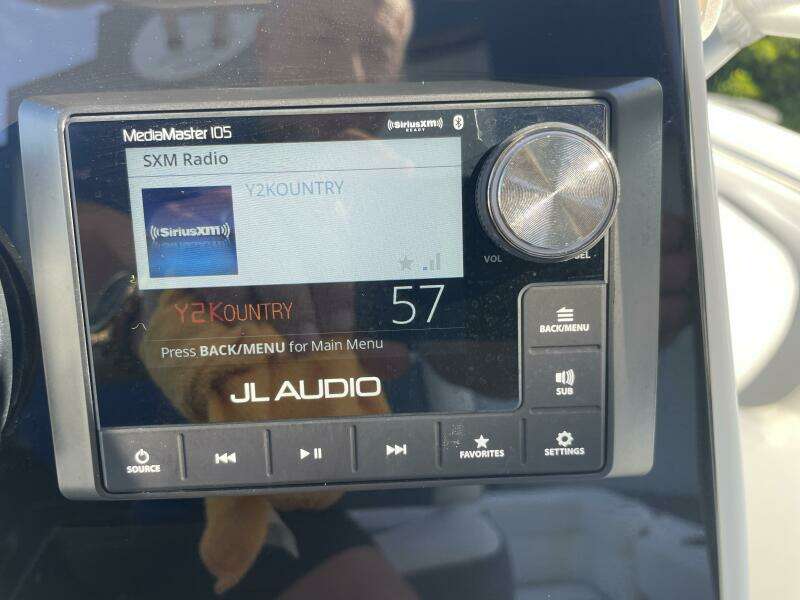 MediaMaster 105
((SiriusXM))
READY
SXM Radio
Y2KOUNTRY
((SiriusXM))
VOL
SEL
Y2KOUNTRY
57
Press BACK/MENU for Main Menu
JL AUDIO
BACK/MENU
SUB
SOURCE
FAVORITES
SETTINGS